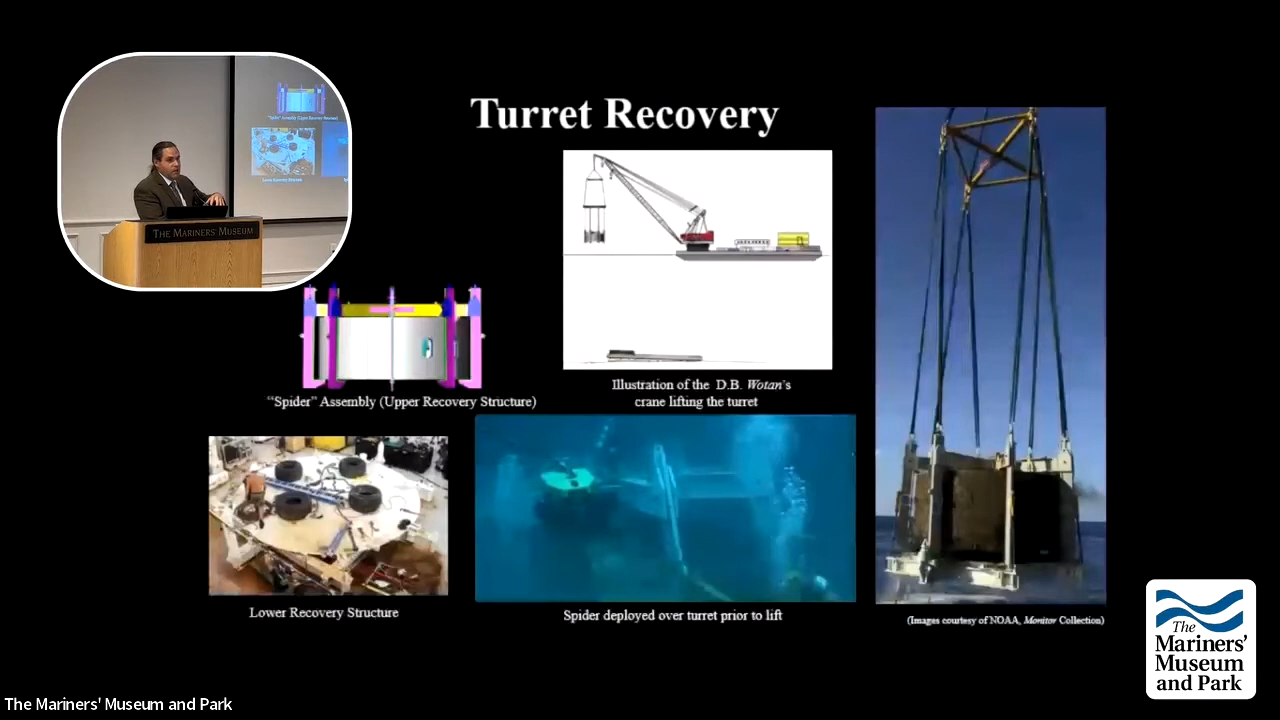 Turret Recovery
THE MARINERS' MUSEUM
"Spider" Assembly (Upper Recovery Structure)
Illustration of the D.B. Wotan's
crane lifting the turret
Lower Recovery Structure
Spider deployed over turret prior to lift
(Images courtesy of NOAA, Monitor Collection)
The
Mariners'
Museum
and Park
The Mariners' Museum and Park